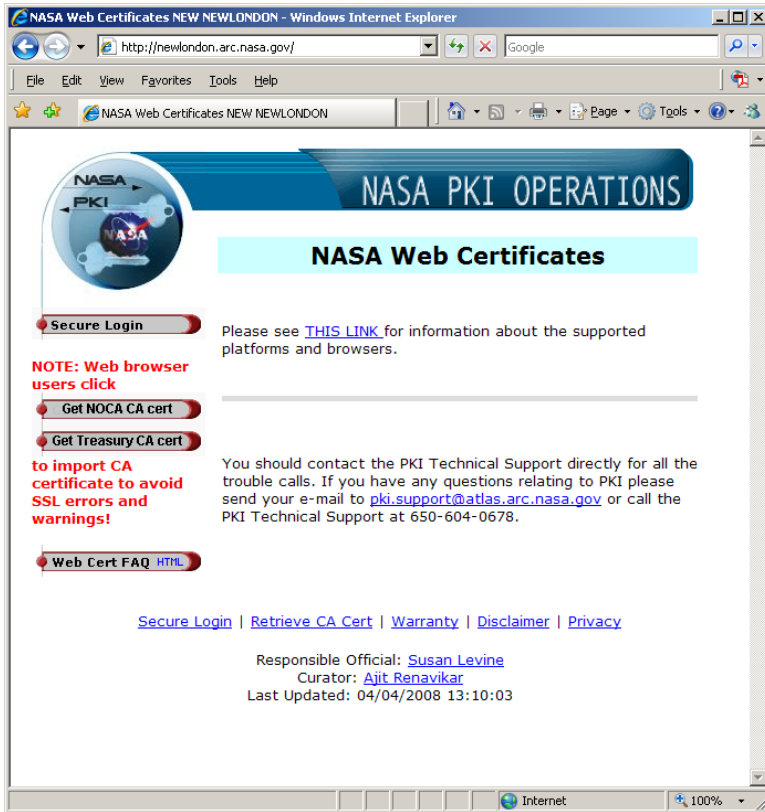 NASA Web Certificates NEW NEWLONDON - Windows Internet Explorer
http://newlondon.arc.nasa.gov/
Google
File Edit View Favorites Tools Help
NASA Web Certificates NEW NEWLONDON
Page Tools
NASA
PKI
NASA
NASA PKI OPERATIONS
NASA Web Certificates
Secure Login
NOTE: Web browser
users click
Get NOCA CA cert
Get Treasury CA cert
to import CA
certificate to avoid
SSL errors and
warnings!
Web Cert FAQ HTML
Please see THIS LINK for information about the supported
platforms and browsers.
You should contact the PKI Technical Support directly for all the
trouble calls. If you have any questions relating to PKI please
send your e-mail to pki.support@atlas.arc.nasa.gov or call the
PKI Technical Support at 650-604-0678.
Secure Login | Retrieve CA Cert | Warranty | Disclaimer | Privacy
Responsible Official: Susan Levine
Curator: Ajit Renavikar
Last Updated: 04/04/2008 13:10:03
Internet
100%